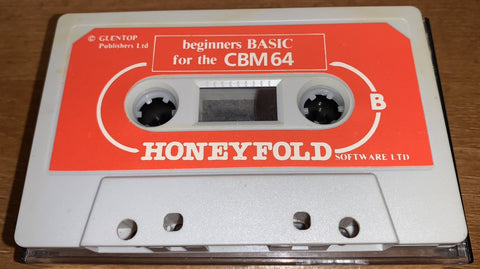 © GLENTOP
Publishers Ltd
beginners BASIC
for the CBM 64
B
HONEYFOLD
SOFTWARE LTD